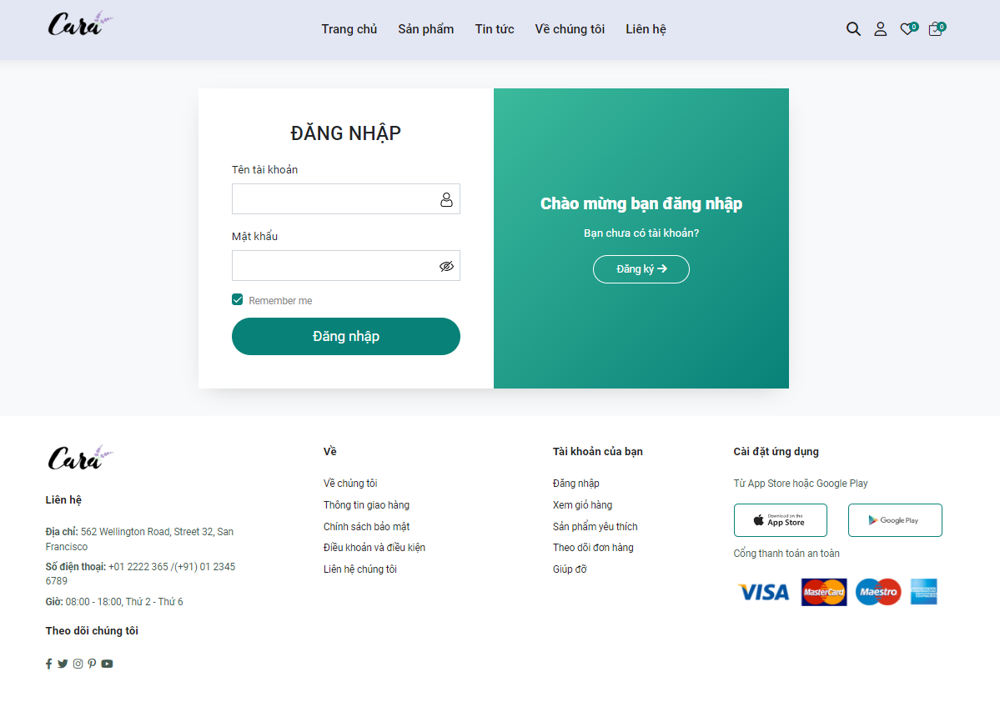 Cara
Trang chủ Sản phẩm Tin tức Về chúng tôi Liên hệ
0 0
ĐĂNG NHẬP
Tên tài khoản
Mật khẩu
Remember me
Đăng nhập
Chào mừng bạn đăng nhập
Bạn chưa có tài khoản?
Đăng ký →
Cara
Liên hệ
Địa chỉ: 562 Wellington Road, Street 32, San
Francisco
Số điện thoại: +01 2222 365 /(+91) 01 2345
6789
Giờ: 08:00 - 18:00, Thứ 2 - Thứ 6
Theo dõi chúng tôi
Về
Về chúng tôi
Thông tin giao hàng
Chính sách bảo mật
Điều khoản và điều kiện
Liên hệ chúng tôi
Tài khoản của bạn
Đăng nhập
Xem giỏ hàng
Sản phẩm yêu thích
Theo dõi đơn hàng
Giúp đỡ
Cài đặt ứng dụng
Từ App Store hoặc Google Play
Download on the
App Store
Google Play
Cổng thanh toán an toàn
VISA MasterCard Maestro AMERICAN EXPRESS